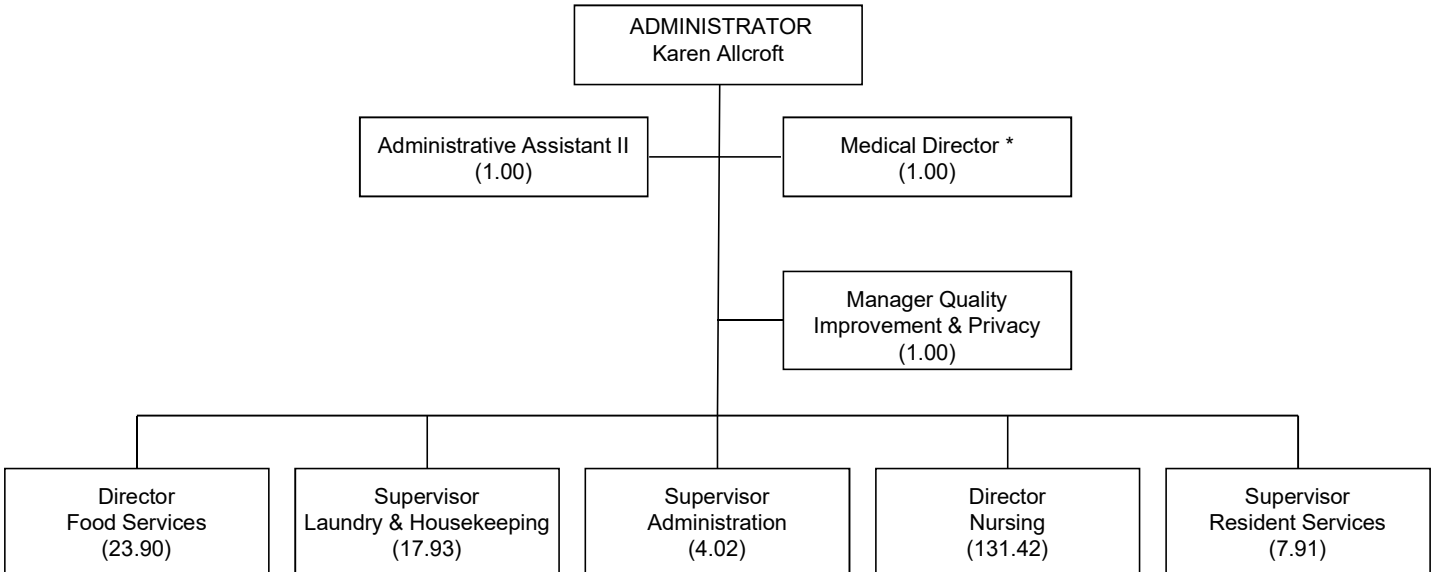 ADMINISTRATOR
Karen Allcroft
Administrative Assistant II
(1.00)
Medical Director *
(1.00)
Manager Quality
Improvement & Privacy
(1.00)
Director
Food Services
(23.90)
Supervisor
Laundry & Housekeeping
(17.93)
Supervisor
Administration
(4.02)
Director
Nursing
(131.42)
Supervisor
Resident Services
(7.91)